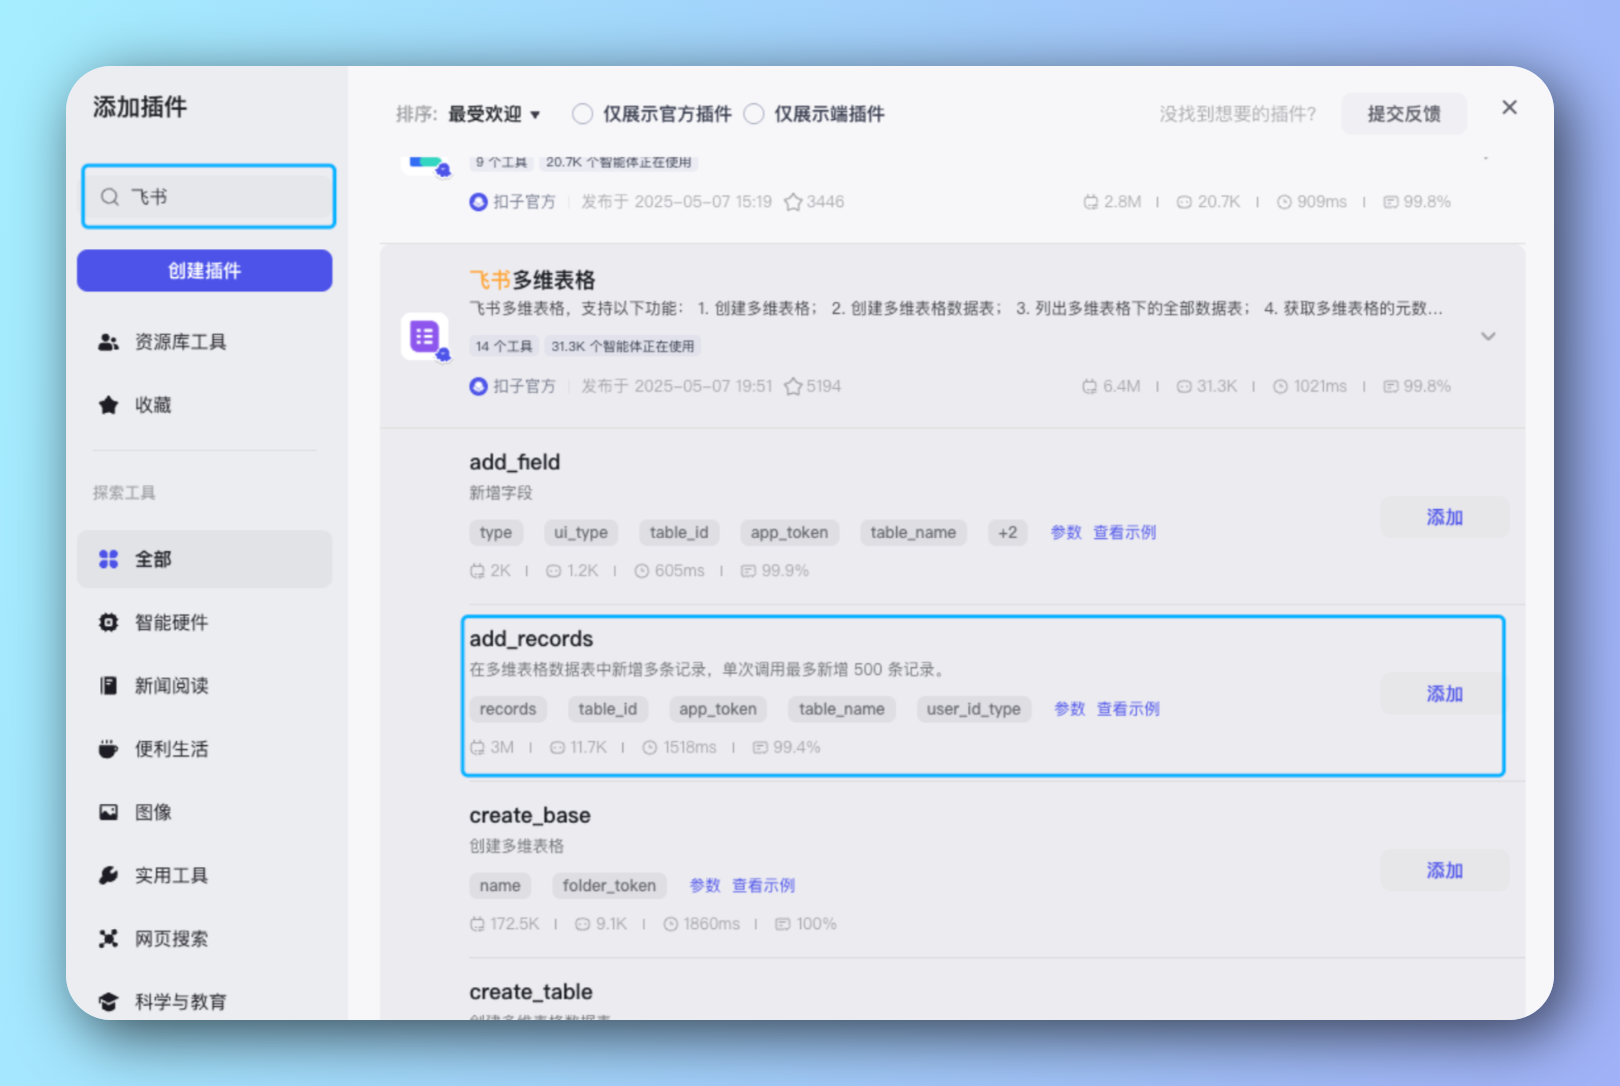 添加插件
飞书
创建插件
资源库工具
收藏
探索工具
全部
智能硬件
新闻阅读
便利生活
图像
实用工具
网页搜索
科学与教育
排序: 最受欢迎 仅展示官方插件 仅展示端插件 没找到想要的插件? 提交反馈
9 个工具 20.7K 个智能体正在使用
扣子官方 发布于 2025-05-07 15:19 3446 2.8M 20.7K 909ms 99.8%
飞书多维表格
飞书多维表格，支持以下功能： 1. 创建多维表格； 2. 创建多维表格数据表； 3. 列出多维表格下的全部数据表； 4. 获取多维表格的元数...
14 个工具 31.3K 个智能体正在使用
扣子官方 发布于 2025-05-07 19:51 5194 6.4M 31.3K 1021ms 99.8%
add_field
新增字段
type ui_type table_id app_token table_name +2 参数 查看示例
添加
2K 1.2K 605ms 99.9%
add_records
在多维表格数据表中新增多条记录，单次调用最多新增 500 条记录。
records table_id app_token table_name user_id_type 参数 查看示例
添加
3M 11.7K 1518ms 99.4%
create_base
创建多维表格
name folder_token 参数 查看示例
添加
172.5K 9.1K 1860ms 100%
create_table
创建多维表格数据表